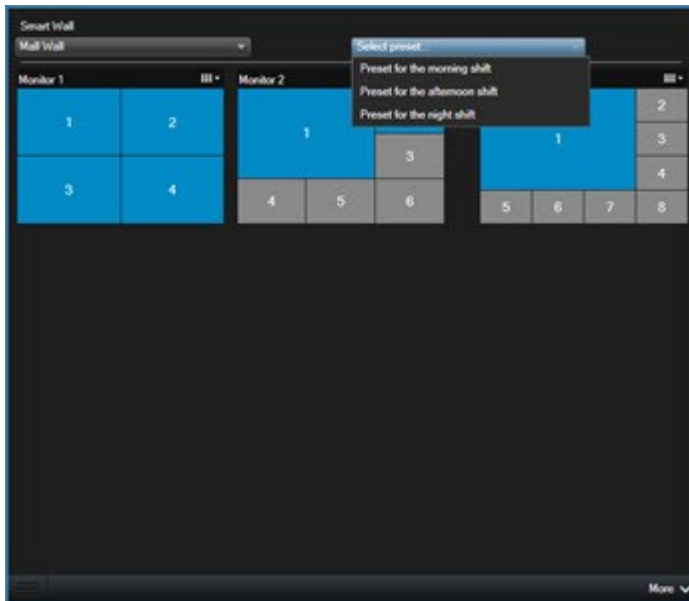 Smart Wall
Mall Wall
Select preset...
Preset for the morning shift
Preset for the afternoon shift
Preset for the night shift
Monitor 1
1 2
3 4
Monitor 2
1
3
4 5 6
1
2
3
4
5 6 7 8
More